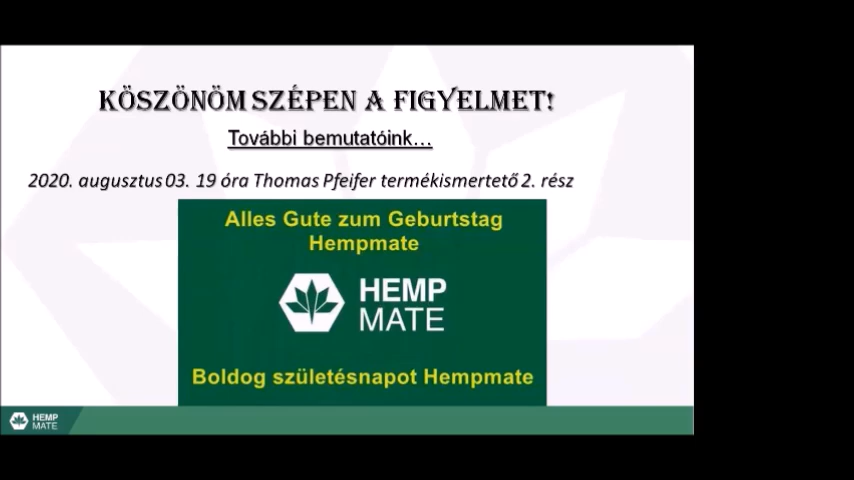 KÖSZÖNÖM SZÉPEN A FIGYELMET!
További bemutatóink...
2020. augusztus 03. 19 óra Thomas Pfeifer termékismertető 2. rész
Alles Gute zum Geburtstag
Hempmate
HEMP
MATE
Boldog születésnapot Hempmate
HEMP
MATE